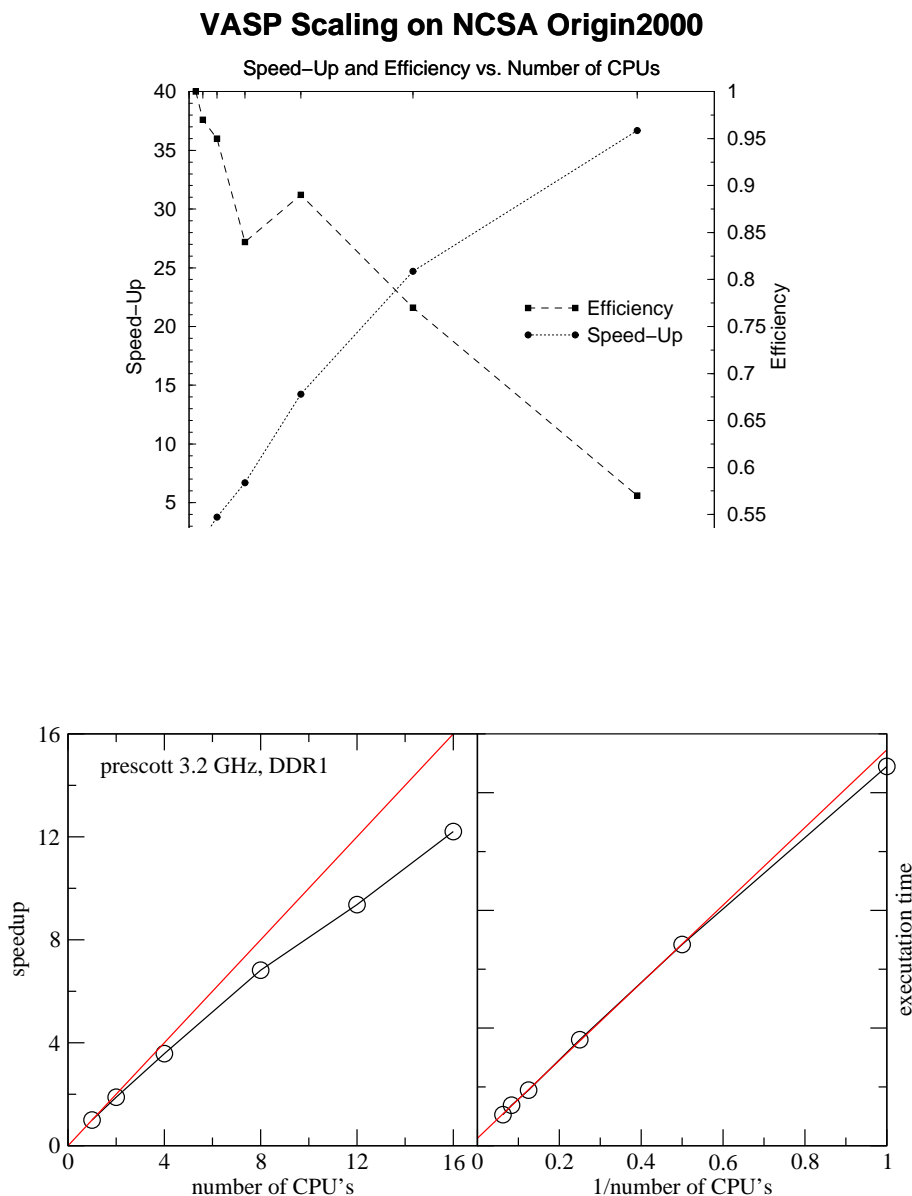 VASP Scaling on NCSA Origin2000
Speed−Up and Efficiency vs. Number of CPUs
40
35
30
25
20
15
10
5
Speed−Up
1
0.95
0.9
0.85
0.8
0.75
0.7
0.65
0.6
0.55
Efficiency
Efficiency
Speed−Up
prescott 3.2 GHz, DDR1
16
12
8
4
0
speedup
0 4 8 12 16
number of CPU's
0 0.2 0.4 0.6 0.8 1
1/number of CPU's
executation time